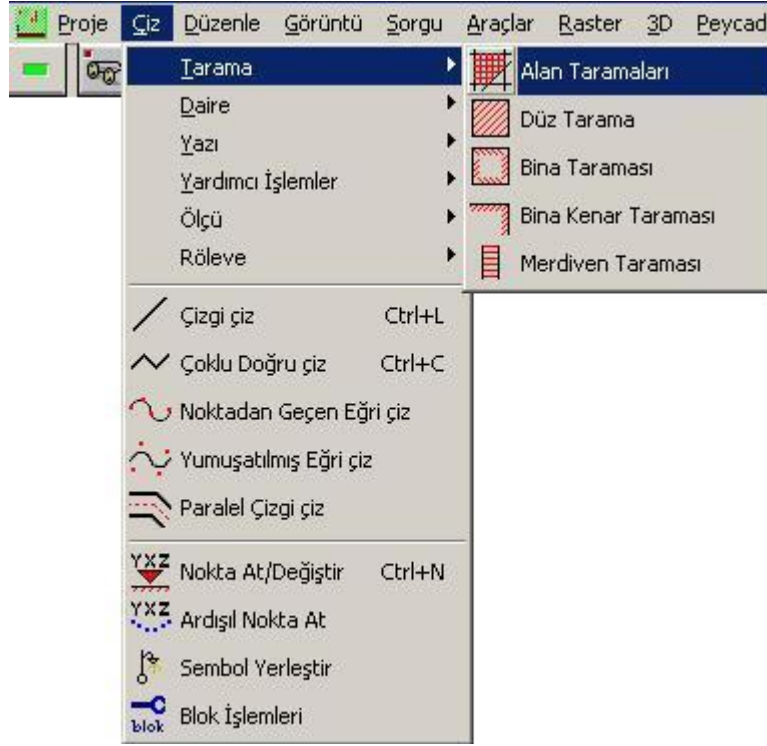 Proje Çiz Düzenle Görüntü Sorgu Araçlar Raster 3D Peycad
Tarama
Daire
Yazı
Yardımcı İşlemler
Ölçü
Röleve
Alan Taramaları
Düz Tarama
Bina Taraması
Bina Kenar Taraması
Merdiven Taraması
Çizgi çiz Ctrl+L
Çoklu Doğru çiz Ctrl+C
Noktadan Geçen Eğri çiz
Yumuşatılmış Eğri çiz
Paralel Çizgi çiz
YXZ Nokta At/Değiştir Ctrl+N
YXZ Ardışıl Nokta At
Sembol Yerleştir
blok Blok İşlemleri